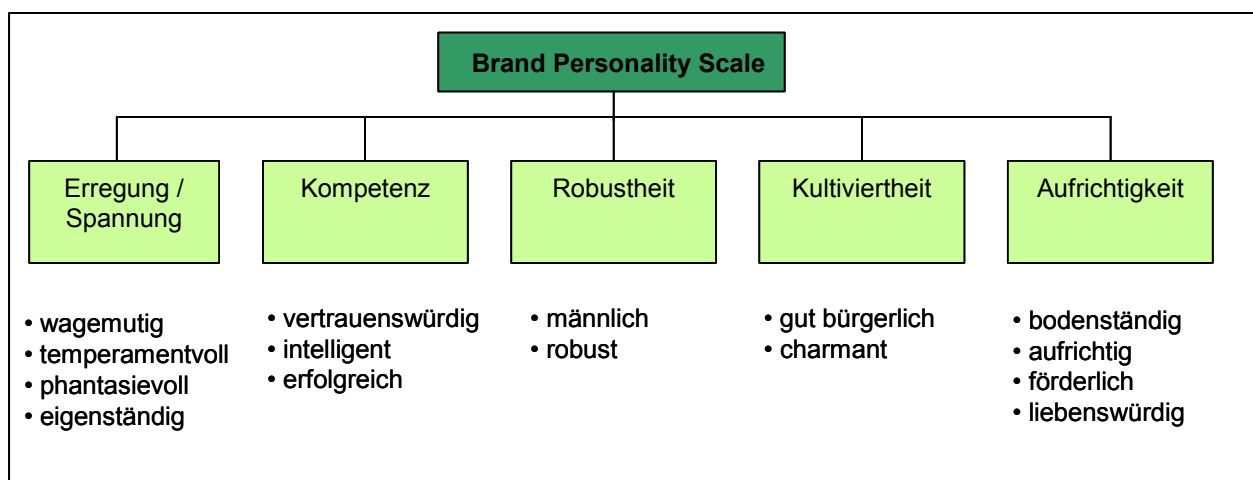 Brand Personality Scale
Erregung /
Spannung
Kompetenz
Robustheit
Kultiviertheit
Aufrichtigkeit
• wagemutig
• temperamentvoll
• phantasievoll
• eigenständig
• vertrauenswürdig
• intelligent
• erfolgreich
• männlich
• robust
• gut bürgerlich
• charmant
• bodenständig
• aufrichtig
• förderlich
• liebenswürdig